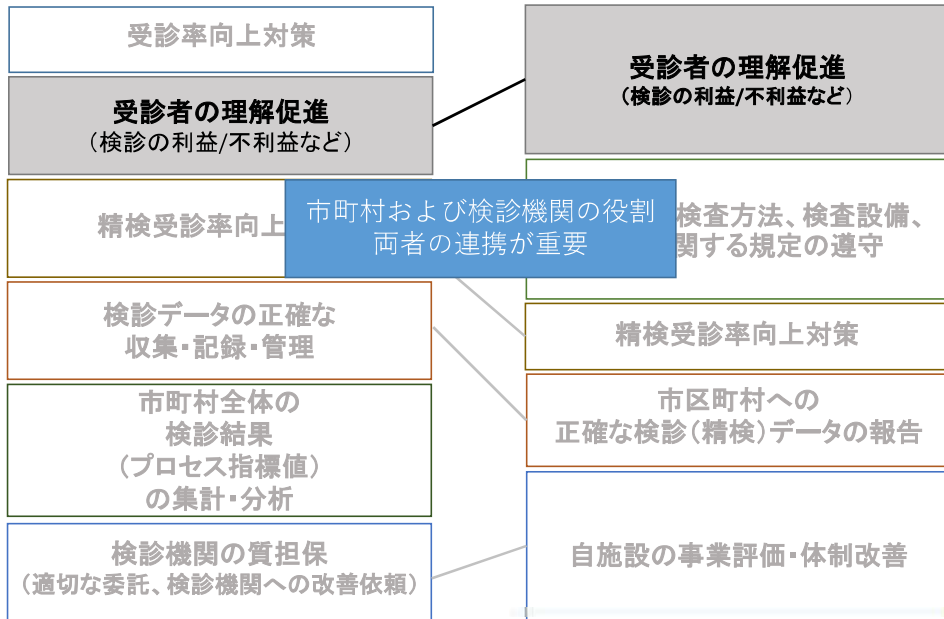 受診率向上対策
受診者の理解促進
（検診の利益/不利益など）
精検受診率向上
検診データの正確な
収集・記録・管理
市町村全体の
検診結果
（プロセス指標値）
の集計・分析
検診機関の質担保
（適切な委託、検診機関への改善依頼）
市町村および検診機関の役割
両者の連携が重要
受診者の理解促進
（検診の利益/不利益など）
検査方法、検査設備、
関する規定の遵守
精検受診率向上対策
市区町村への
正確な検診（精検）データの報告
自施設の事業評価・体制改善